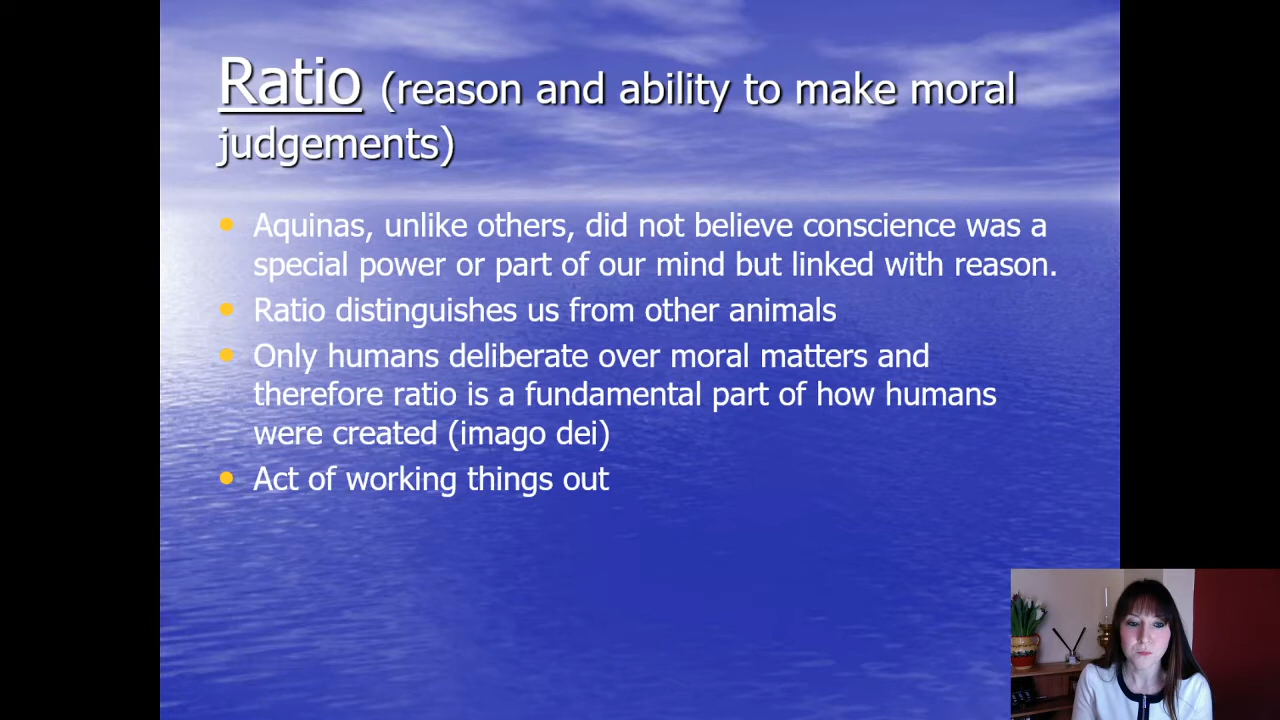 Ratio (reason and ability to make moral
judgements)
Aquinas, unlike others, did not believe conscience was a
special power or part of our mind but linked with reason.
Ratio distinguishes us from other animals
Only humans deliberate over moral matters and
therefore ratio is a fundamental part of how humans
were created (imago dei)
Act of working things out